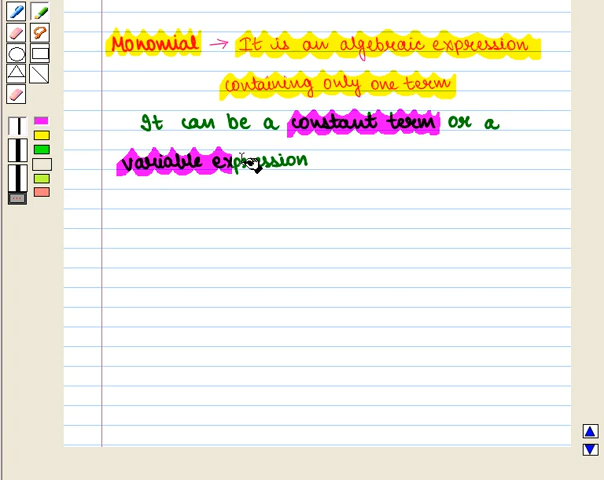 Monomial → It is an algebraic expression
containing only one term
It can be a constant term or a
variable expression